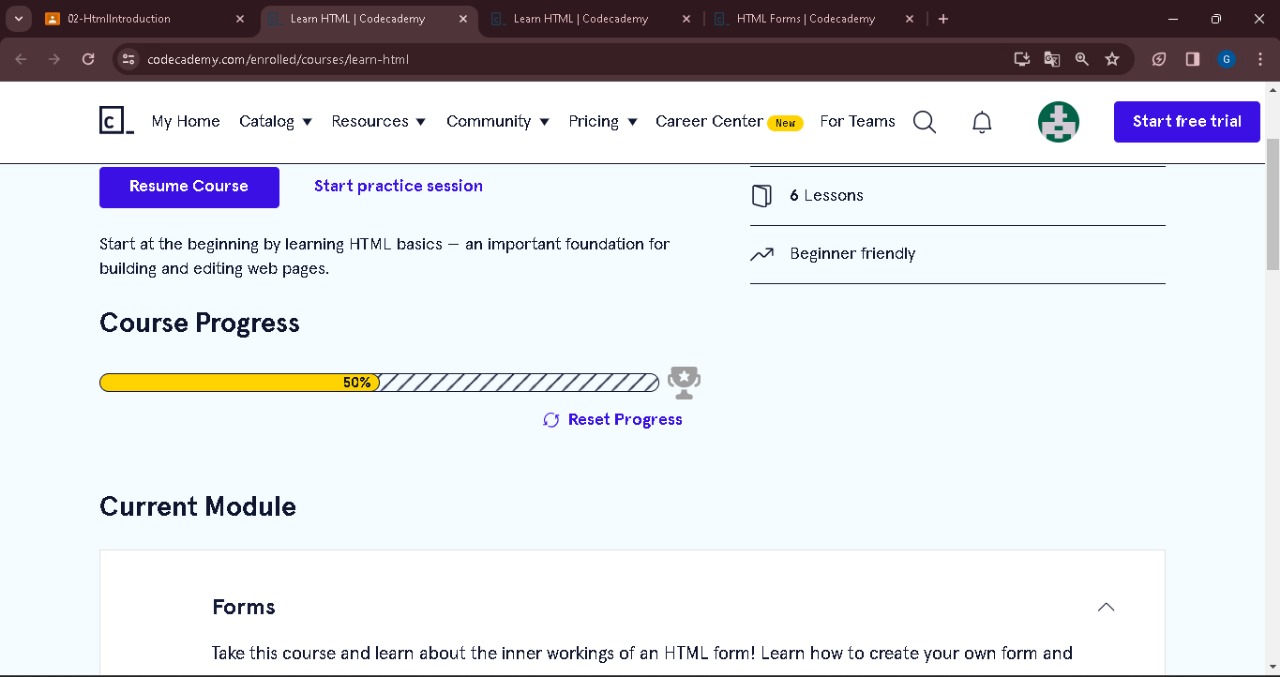 02-HtmlIntroduction
Learn HTML | Codecademy
Learn HTML | Codecademy
HTML Forms | Codecademy
codecademy.com/enrolled/courses/learn-html
G
c_
My Home
Catalog
Resources
Community
Pricing
Career Center New
For Teams
Start free trial
Resume Course
Start practice session
6 Lessons
Start at the beginning by learning HTML basics — an important foundation for
building and editing web pages.
Beginner friendly
Course Progress
50%
Reset Progress
Current Module
Forms
Take this course and learn about the inner workings of an HTML form! Learn how to create your own form and